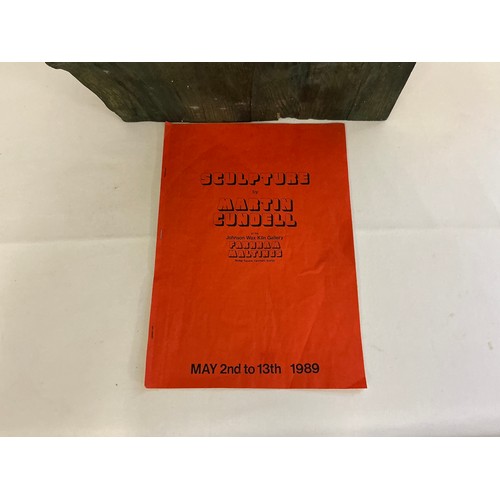 SCULPTURE
by
MARTIN
CUNDELL
Johnson Wax Kiln Gallery
FARNHAM
MALTINGS
MAY 2nd to 13th 1989